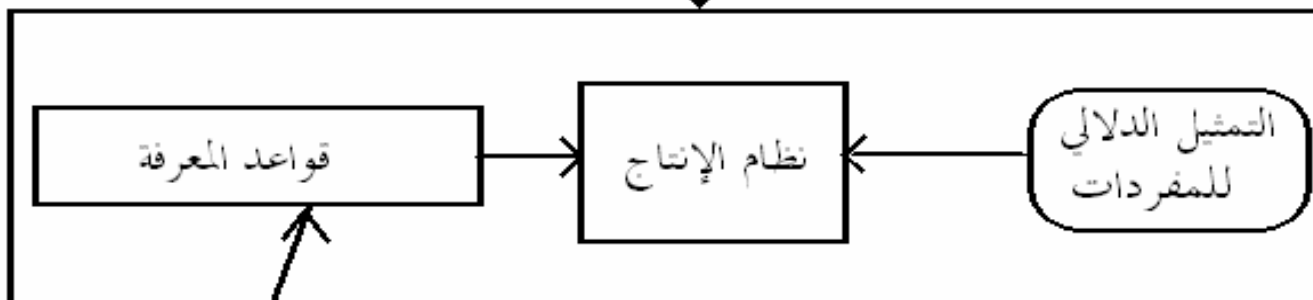 التمثيل الدلالي
للمفردات
نظام الإنتاج
قواعد المعرفة